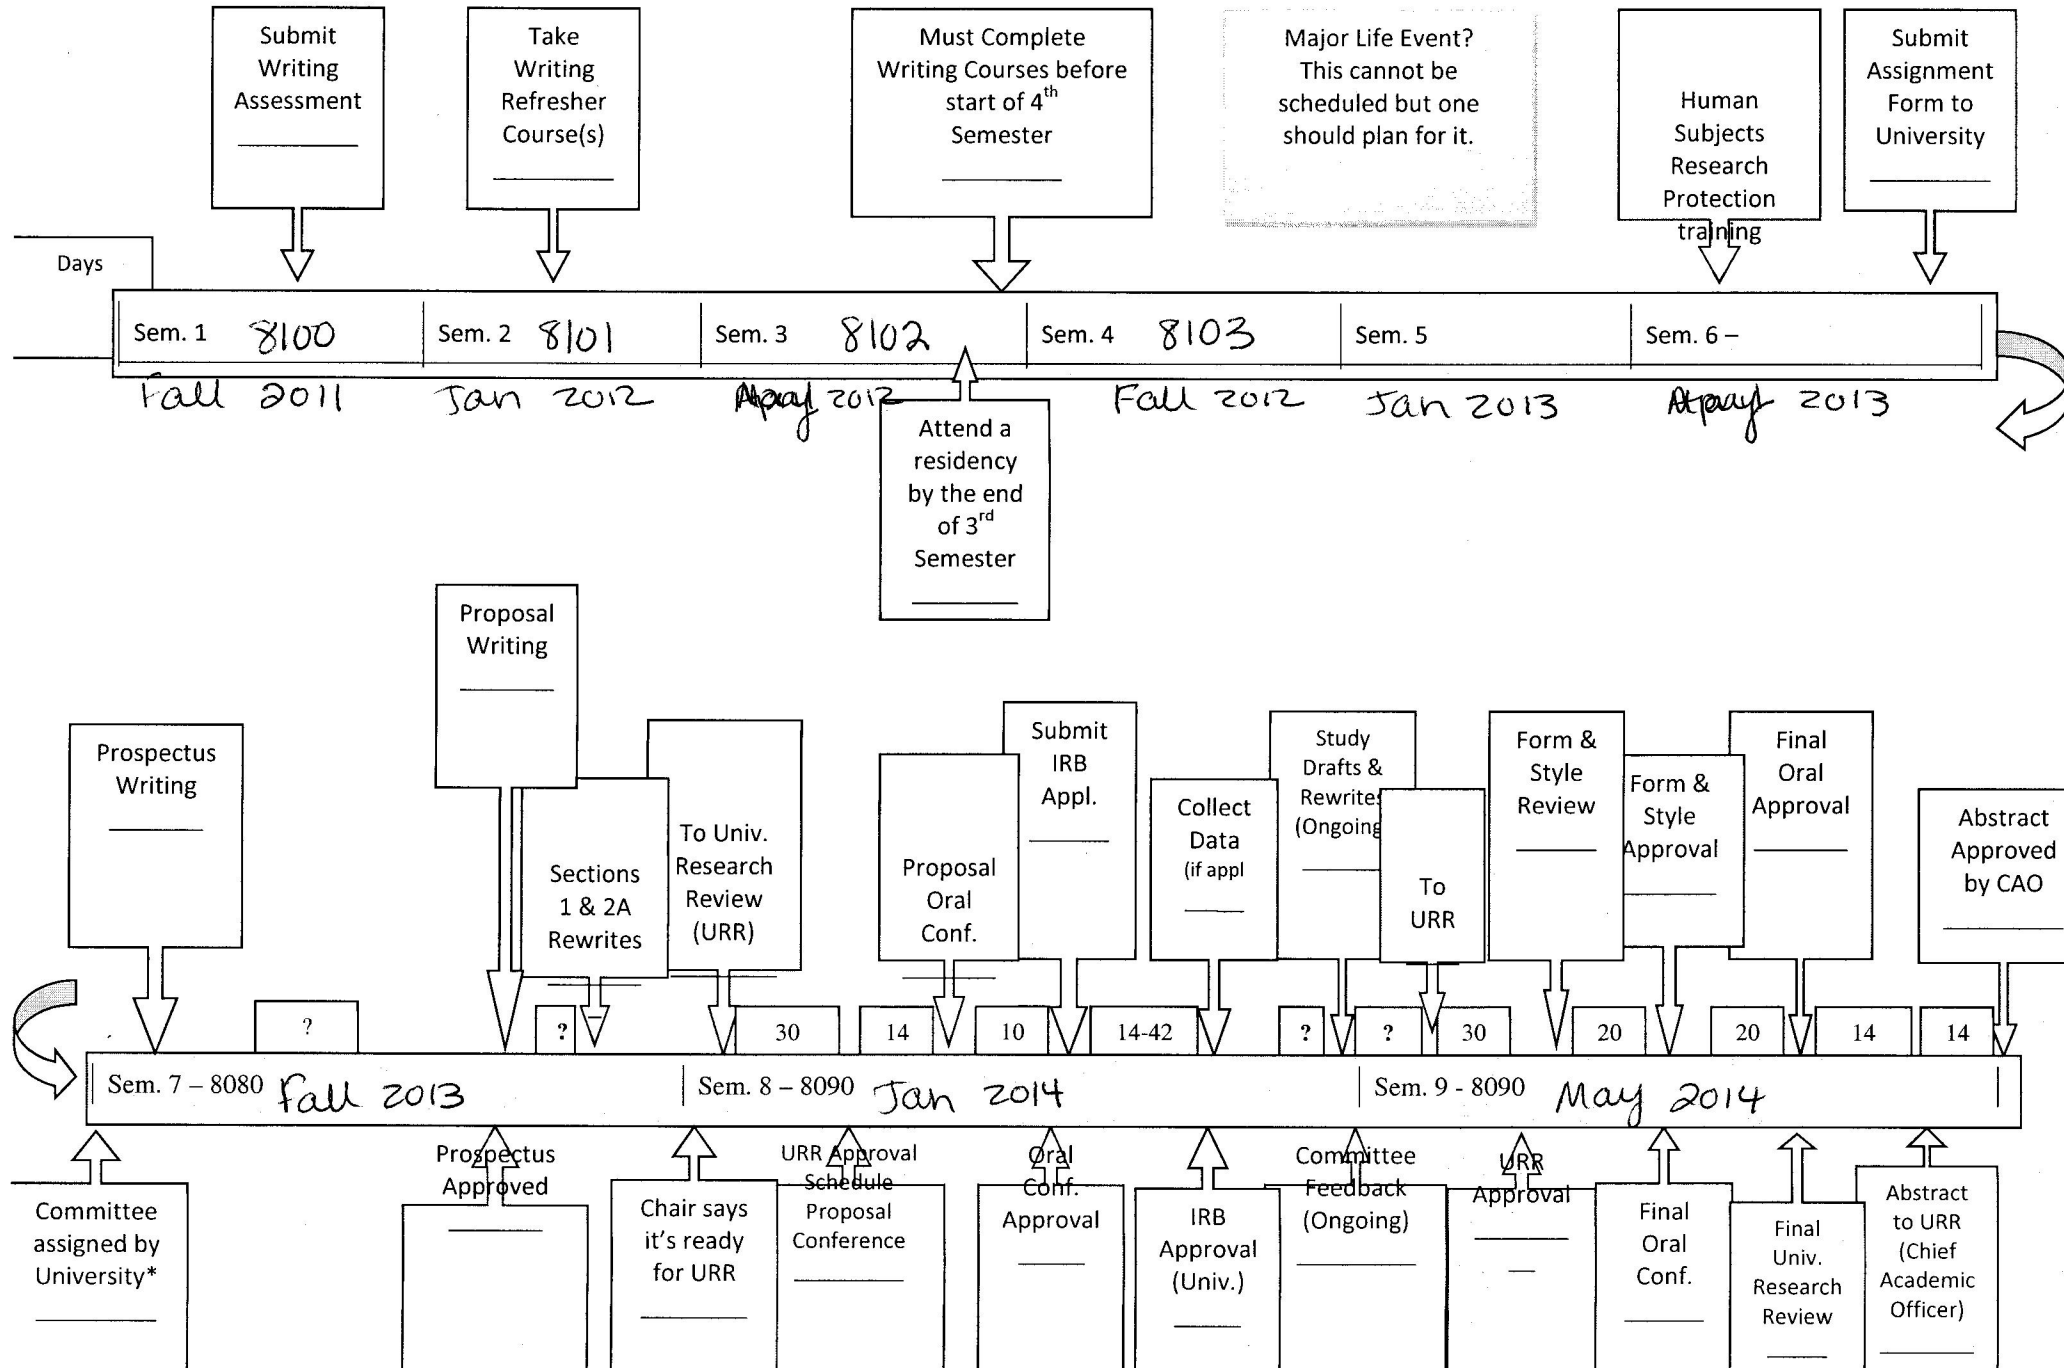 Submit
Writing
Assessment
Take
Writing
Refresher
Course(s)
Must Complete
Writing Courses before
start of 4th
Semester
Major Life Event?
This cannot be
scheduled but one
should plan for it.
Human
Subjects
Research
Protection
training
Submit
Assignment
Form to
University
Days
Sem. 1 8100
Sem. 2 8101
Sem. 3 8102
Sem. 4 8103
Sem. 5
Sem. 6 –
Fall 2011
Jan 2012
2012
Fall 2012
Jan 2013
2013
Attend a
residency
by the end
of 3rd
Semester
Prospectus
Writing
Proposal
Writing
Sections
1 & 2A
Rewrites
To Univ.
Research
Review
(URR)
Proposal
Oral
Conf.
Submit
IRB
Appl.
Collect
Data
(if appl
Study
Drafts &
Rewrites
(Ongoing
To
URR
Form &
Style
Review
Form &
Style
Approval
Final
Oral
Approval
Abstract
Approved
by CAO
?
?
30
14
10
14-42
?
?
30
20
20
14
14
Sem. 7 – 8080 Fall 2013
Sem. 8 – 8090 Jan 2014
Sem. 9 - 8090 May 2014
Committee
assigned by
University*
Prospectus
Approved
Chair says
it's ready
for URR
URR Approval
Schedule
Proposal
Conference
Oral
Conf.
Approval
IRB
Approval
(Univ.)
Committee
Feedback
(Ongoing)
URR
Approval
Final
Oral
Conf.
Final
Univ.
Research
Review
Abstract
to URR
(Chief
Academic
Officer)